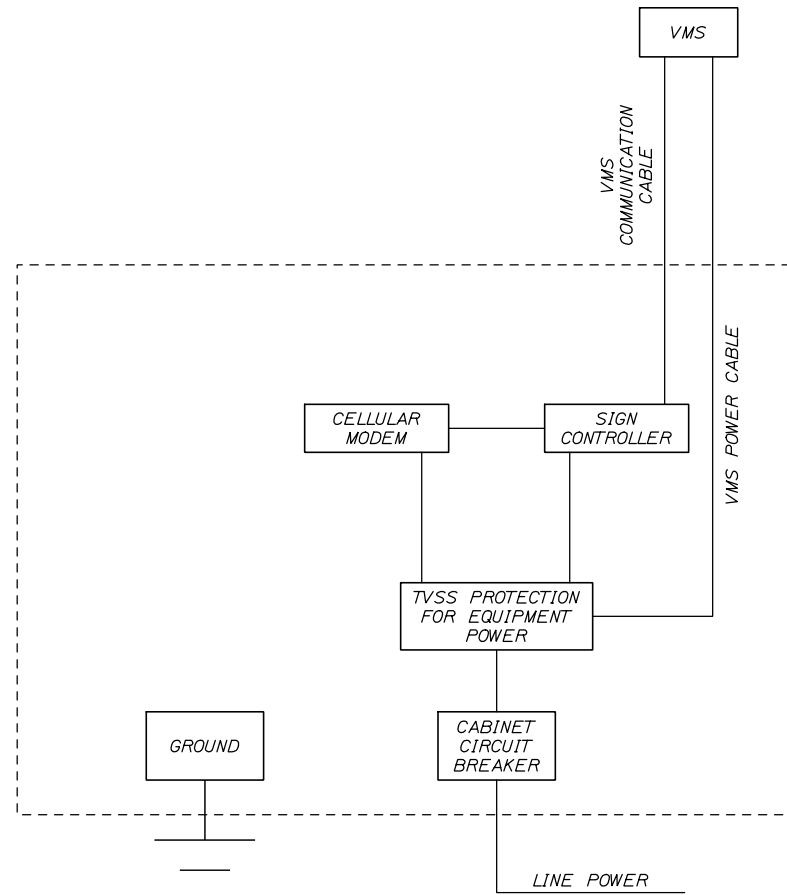 VMS
VMS
COMMUNICATION
CABLE
VMS POWER CABLE
CELLULAR
MODEM
SIGN
CONTROLLER
TVSS PROTECTION
FOR EQUIPMENT
POWER
GROUND
CABINET
CIRCUIT
BREAKER
LINE POWER